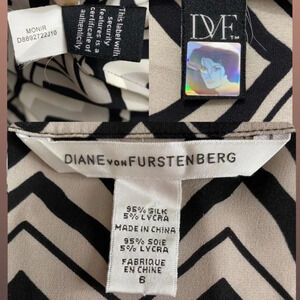 MONIR
D8892722J10
This label with
security
features is a
certificate of
authenticity.
DVF
DIANE VON FURSTENBERG
95% SILK
5% LYCRA
MADE IN CHINA
95% SOIE
5% LYCRA
FABRIQUE
EN CHINE
6